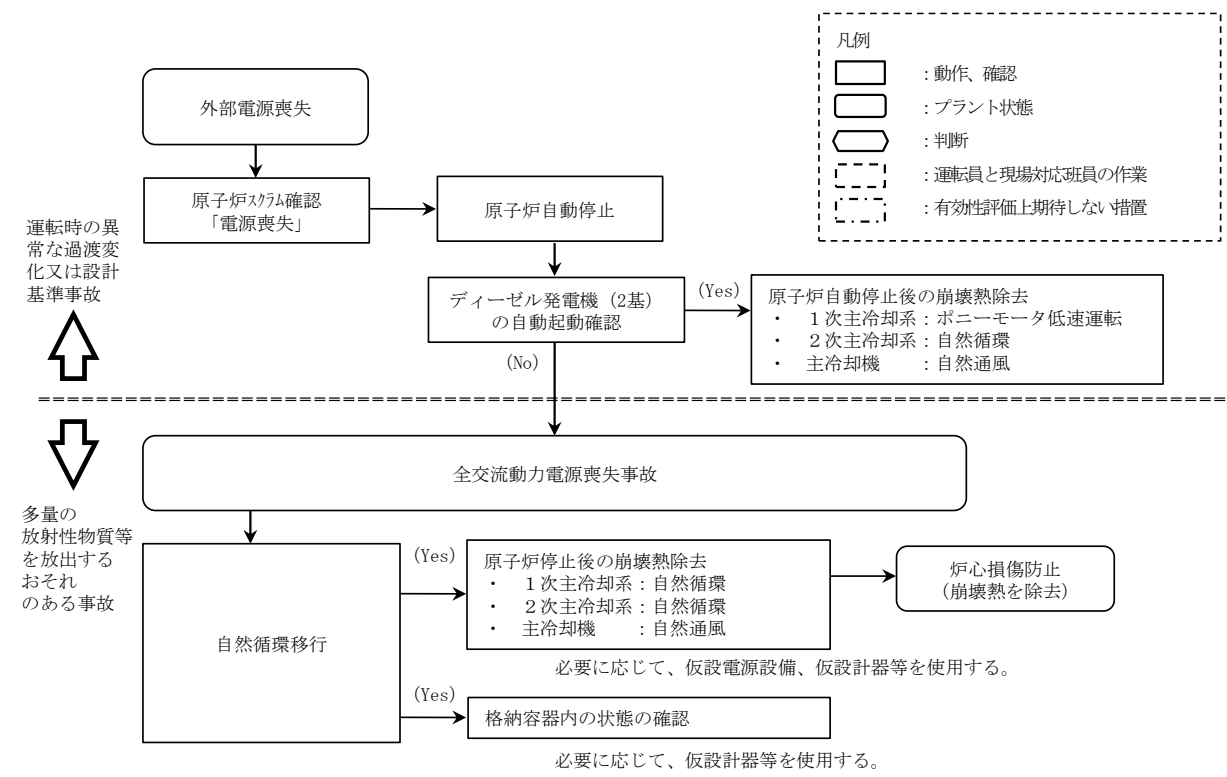 凡例
：動作、確認
：プラント状態
：判断
：運転員と現場対応班員の作業
：有効性評価上期待しない措置
外部電源喪失
原子炉ｽｸﾗﾑ確認
「電源喪失」
原子炉自動停止
運転時の異
常な過渡変
化又は設計
基準事故
ディーゼル発電機（2基）
の自動起動確認
(Yes)
原子炉自動停止後の崩壊熱除去
・　１次主冷却系：ポニーモータ低速運転
・　２次主冷却系：自然循環
・　主冷却機　　：自然通風
(No)
全交流動力電源喪失事故
多量の
放射性物質等
を放出する
おそれ
のある事故
自然循環移行
(Yes)
原子炉停止後の崩壊熱除去
・　１次主冷却系：自然循環
・　２次主冷却系：自然循環
・　主冷却機　　：自然通風
炉心損傷防止
（崩壊熱を除去）
必要に応じて、仮設電源設備、仮設計器等を使用する。
(Yes)
格納容器内の状態の確認
必要に応じて、仮設計器等を使用する。